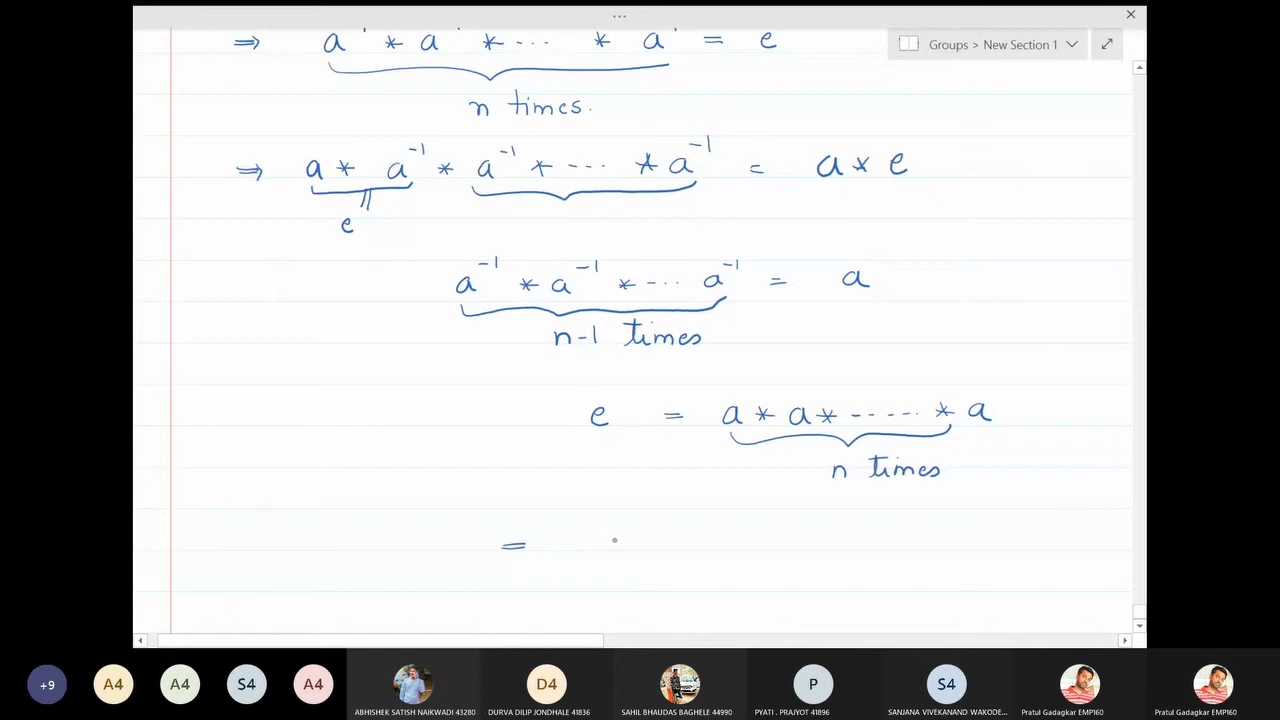 Groups > New Section 1
⇒ a⁻¹ * a⁻¹ * ... * a⁻¹ = e
n times.
⇒ a * a⁻¹ * a⁻¹ * ... * a⁻¹ = a * e
e
a⁻¹ * a⁻¹ * ... a⁻¹ = a
n-1 times
e = a * a * ...... * a
n times
=
+9 A4 A4 S4 A4 D4 P S4
ABHISHEK SATISH NAIKWADI 43280 DURVA DILIP JONDHALE 41836 SAHIL BHAUDAS BAGHELE 44990 PYATI . PRAJYOT 41896 SANJANA VIVEKANAND WAKODE... Pratul Gadagkar EMP160 Pratul Gadagkar EMP160